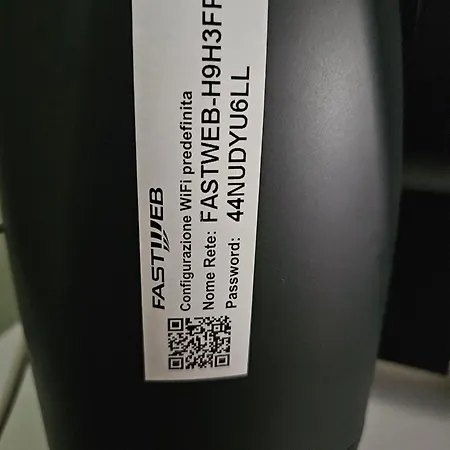 FASTWEB
Configurazione WiFi predefinita
Nome Rete: FASTWEB-H9H3FF
Password: 44NUDYU6LL